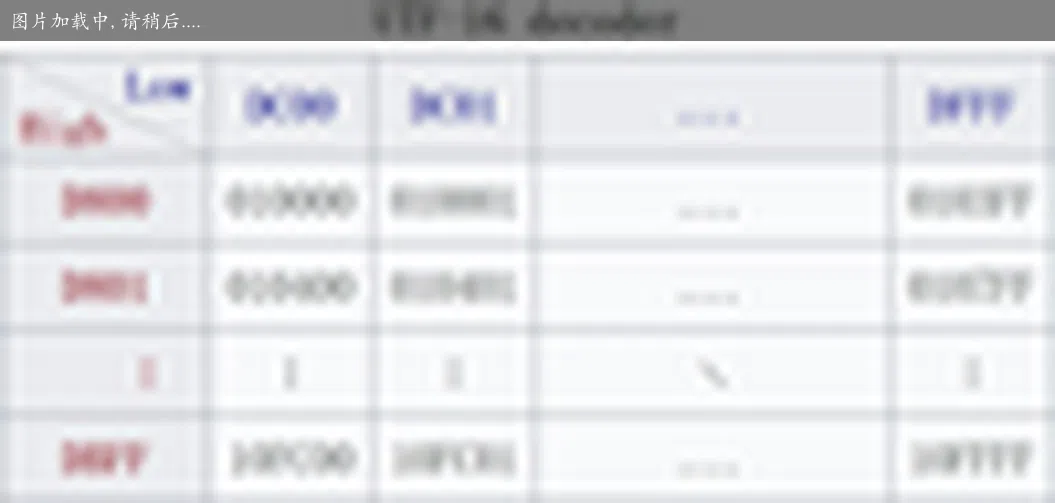 图片加载中, 请稍后....
UTF-16 decoder
Low
High
DC00 DC01 ... DFFF
D800 010000 010001 ... 0103FF
D801 010400 010401 ... 0107FF
DBFF 10FC00 10FC01 ... 10FFFF